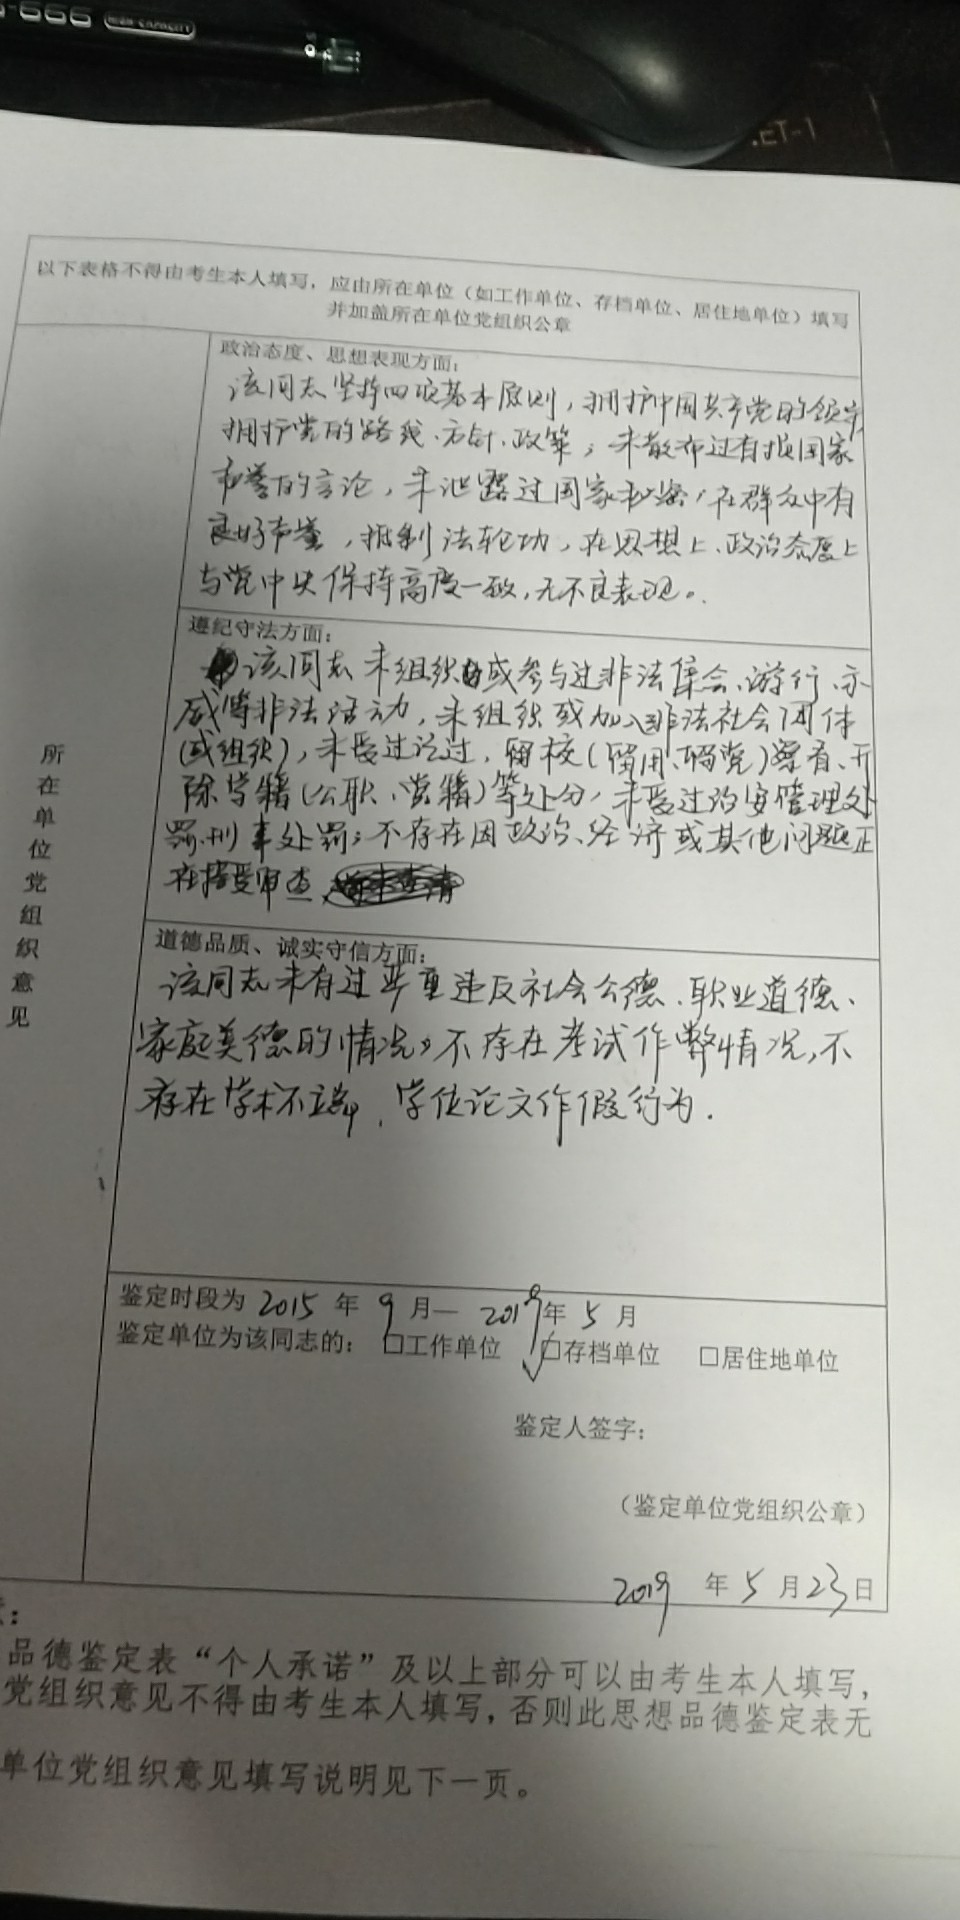 -666 HIGH CAPACITY
.ET-1
以下表格不得由考生本人填写，应由所在单位（如工作单位、存档单位、居住地单位）填写
并加盖所在单位党组织公章
所在单位党组织意见
政治态度、思想表现方面：
该同志坚持四项基本原则，拥护中国共产党的领导，
拥护党的路线、方针、政策；未散布过有损国家
声誉的言论，未泄露过国家秘密，在群众中有
良好声誉，抵制法轮功，在思想上、政治态度上
与党中央保持高度一致，无不良表现。
遵纪守法方面：
该同志未组织或参与过非法集会、游行、示
威等非法活动，未组织或加入非法社会团体
（或组织），未受过记过，留校（留用、留党）察看、开
除学籍（公职、党籍）等处分，未受过治安管理处
罚、刑事处罚；不存在因政治、经济或其他问题正
在接受审查
道德品质、诚实守信方面：
该同志未有过严重违反社会公德、职业道德、
家庭美德的情况，不存在考试作弊情况，不
存在学术不端、学位论文作假行为.
鉴定时段为 2015 年 9 月— 2019年 5 月
鉴定单位为该同志的： □工作单位 ☑存档单位 □居住地单位
鉴定人签字：
（鉴定单位党组织公章）
2019 年 5 月 23日
：
品德鉴定表“个人承诺”及以上部分可以由考生本人填写，
党组织意见不得由考生本人填写，否则此思想品德鉴定表无
单位党组织意见填写说明见下一页。